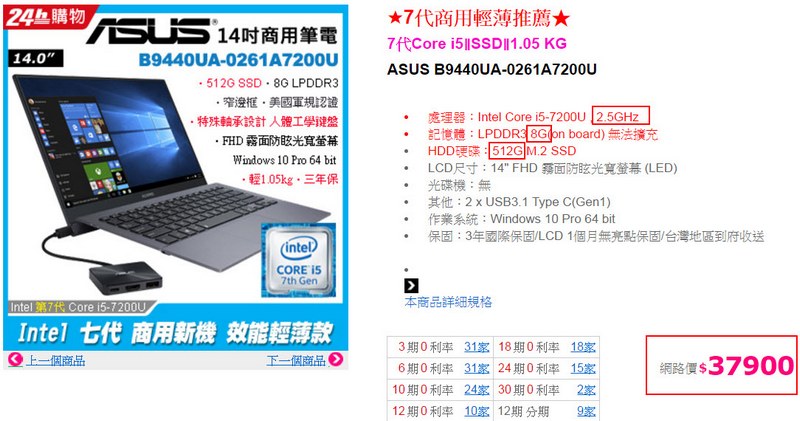 24h購物
ASUS 14吋商用筆電
14.0”
B9440UA-0261A7200U
・512G SSD・8G LPDDR3
・窄邊框・美國軍規認證
・特殊軸承設計 人體工學鍵盤
・FHD 霧面防眩光寬螢幕
Windows 10 Pro 64 bit
・輕1.05kg・三年保
intel
CORE i5
7th Gen
Intel 第7代 Core i5-7200U
Intel 七代 商用新機 效能輕薄款
上一個商品 下一個商品
★7代商用輕薄推薦★
7代Core i5∥SSD∥1.05 KG
ASUS B9440UA-0261A7200U
• 處理器：Intel Core i5-7200U 2.5GHz
• 記憶體：LPDDR3 8G(on board) 無法擴充
• HDD硬碟：512G M.2 SSD
• LCD尺寸：14" FHD 霧面防眩光寬螢幕 (LED)
• 光碟機：無
• 其他：2 x USB3.1 Type C(Gen1)
• 作業系統：Windows 10 Pro 64 bit
• 保固：3年國際保固/LCD 1個月無亮點保固/台灣地區到府收送
•
本商品詳細規格
3 期 0 利率 31家 18 期 0 利率 18家
6 期 0 利率 31家 24 期 0 利率 15家
10 期 0 利率 24家 30 期 0 利率 2家
12 期 0 利率 10家 12期 分期 9家
網路價 $37900